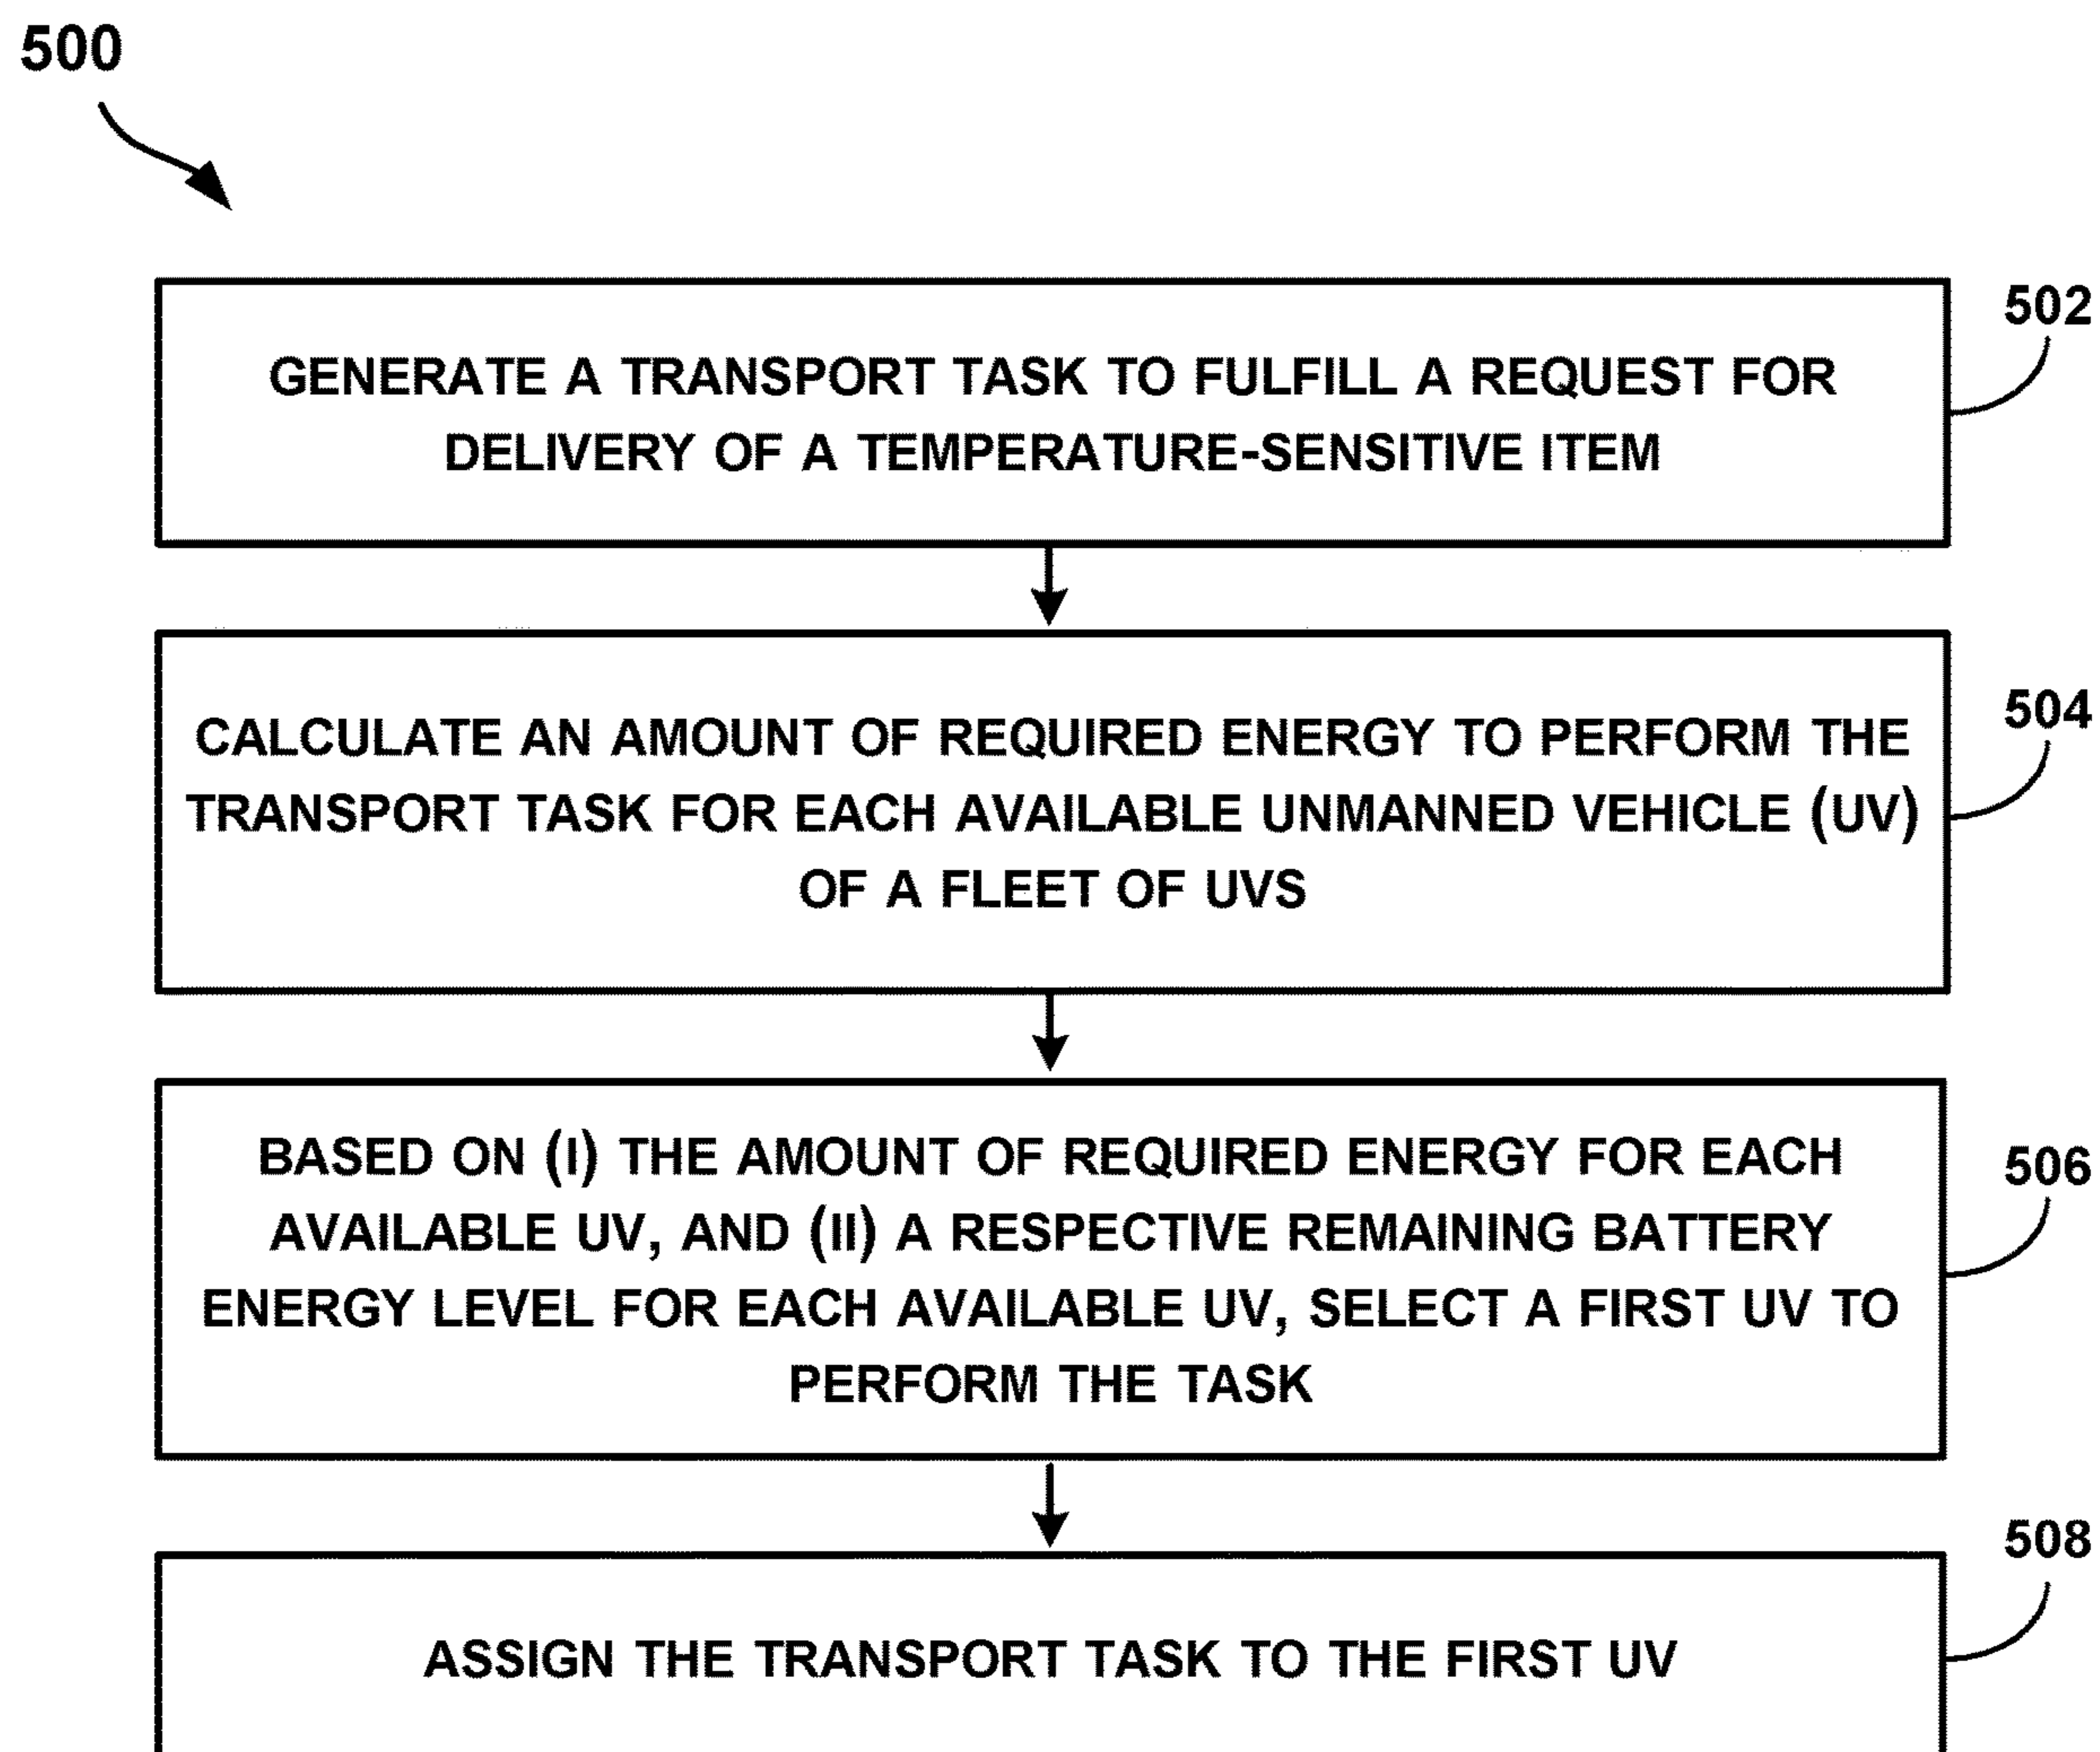 500
502
GENERATE A TRANSPORT TASK TO FULFILL A REQUEST FOR
DELIVERY OF A TEMPERATURE-SENSITIVE ITEM
504
CALCULATE AN AMOUNT OF REQUIRED ENERGY TO PERFORM THE
TRANSPORT TASK FOR EACH AVAILABLE UNMANNED VEHICLE (UV)
OF A FLEET OF UVS
506
BASED ON (I) THE AMOUNT OF REQUIRED ENERGY FOR EACH
AVAILABLE UV, AND (II) A RESPECTIVE REMAINING BATTERY
ENERGY LEVEL FOR EACH AVAILABLE UV, SELECT A FIRST UV TO
PERFORM THE TASK
508
ASSIGN THE TRANSPORT TASK TO THE FIRST UV